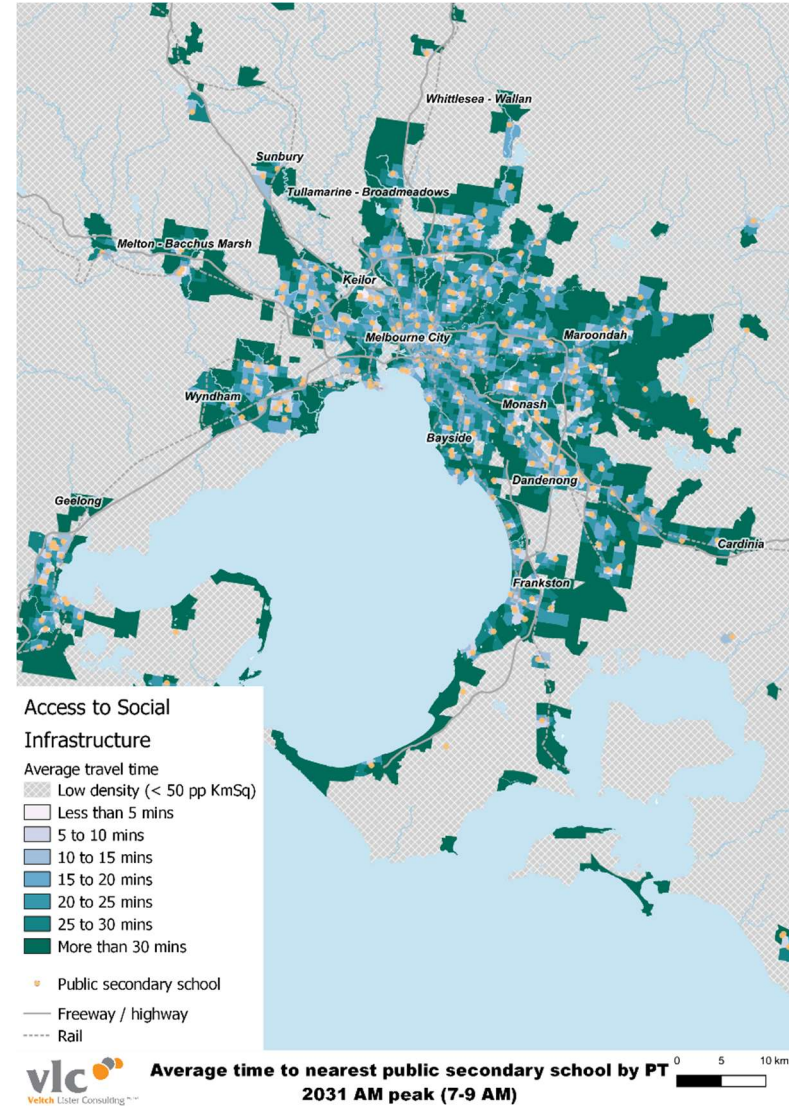 Whittlesea - Wallan
Sunbury
Tullamarine - Broadmeadows
Melton - Bacchus Marsh
Keilor
Melbourne City
Maroondah
Wyndham
Monash
Bayside
Dandenong
Geelong
Cardinia
Frankston
Access to Social
Infrastructure
Average travel time
Low density (< 50 pp KmSq)
Less than 5 mins
5 to 10 mins
10 to 15 mins
15 to 20 mins
20 to 25 mins
25 to 30 mins
More than 30 mins
Public secondary school
Freeway / highway
Rail
vlc
Veitch Lister Consulting
Average time to nearest public secondary school by PT
2031 AM peak (7-9 AM)
0 5 10 km